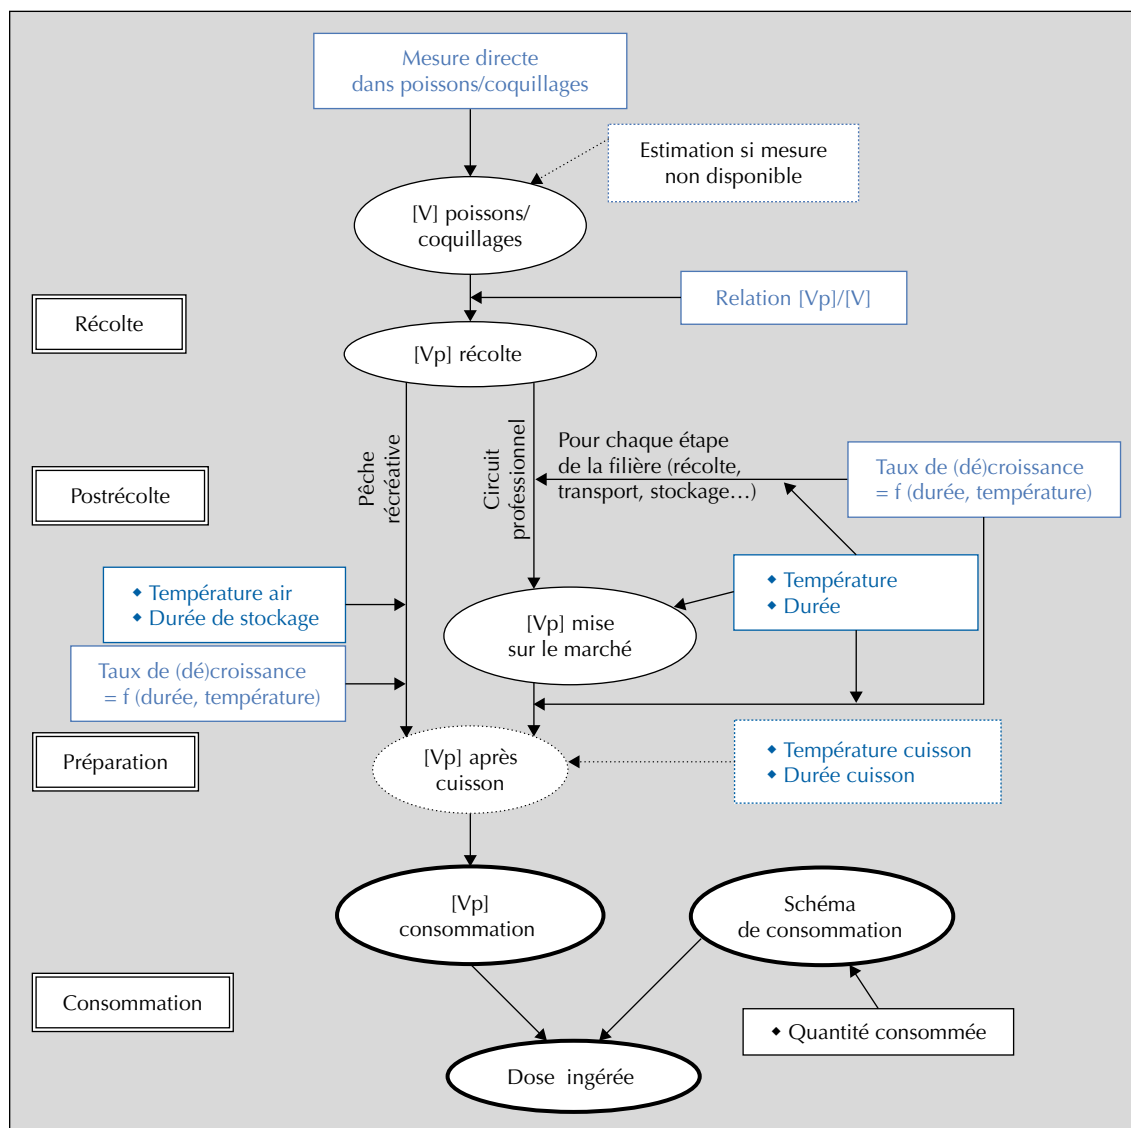 Mesure directe
dans poissons/coquillages
Estimation si mesure
non disponible
[V] poissons/
coquillages
Relation [Vp]/[V]
Récolte
[Vp] récolte
Pêche
récréative
Circuit
professionnel
Pour chaque étape
de la filière (récolte,
transport, stockage…)
Taux de (dé)croissance
= f (durée, température)
Postrécolte
◆ Température air
◆ Durée de stockage
[Vp] mise
sur le marché
◆ Température
◆ Durée
Taux de (dé)croissance
= f (durée, température)
Préparation
[Vp] après
cuisson
◆ Température cuisson
◆ Durée cuisson
[Vp]
consommation
Schéma
de consommation
Consommation
◆ Quantité consommée
Dose ingérée